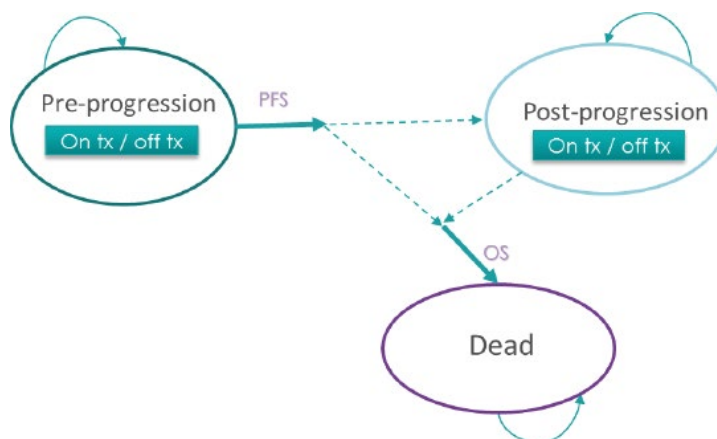 Pre-progression
On tx / off tx
PFS
Post-progression
On tx / off tx
OS
Dead